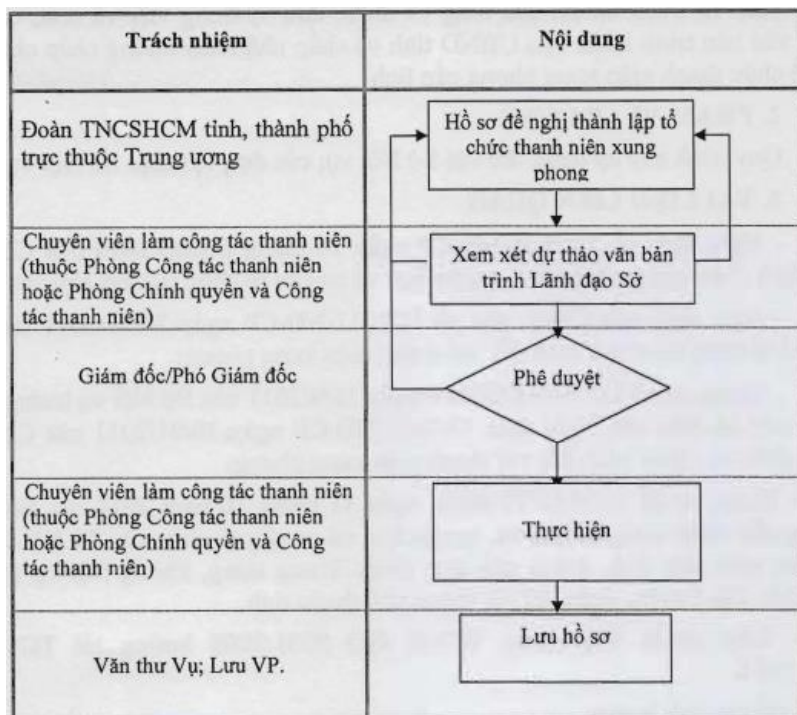 Trách nhiệm
Nội dung
Đoàn TNCSHCM tỉnh, thành phố
trực thuộc Trung ương
Hồ sơ đề nghị thành lập tổ
chức thanh niên xung
phong
Chuyên viên làm công tác thanh niên
(thuộc Phòng Công tác thanh niên
hoặc Phòng Chính quyền và Công
tác thanh niên)
Xem xét dự thảo văn bản
trình Lãnh đạo Sở
Giám đốc/Phó Giám đốc
Phê duyệt
Chuyên viên làm công tác thanh niên
(thuộc Phòng Công tác thanh niên
hoặc Phòng Chính quyền và Công
tác thanh niên)
Thực hiện
Lưu hồ sơ
Văn thư Vụ; Lưu VP.